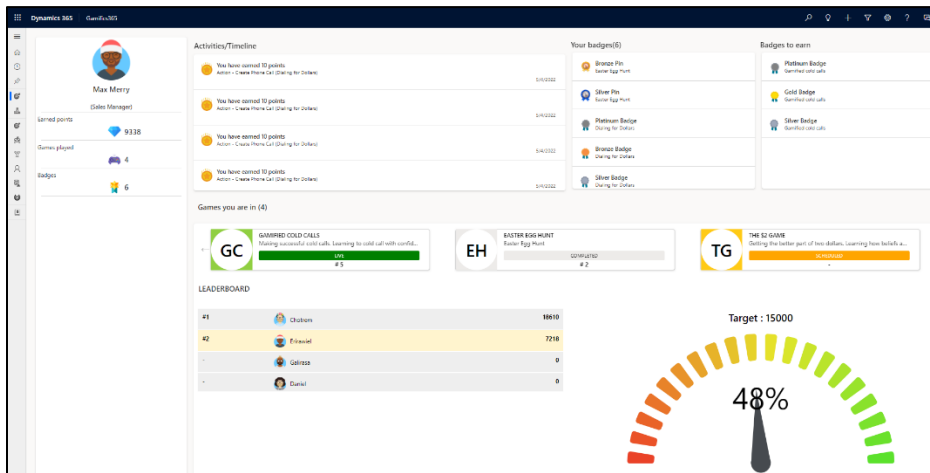 Dynamics 365 Gamifics365
Max Merry
(Sales Manager)
Earned points
9338
Games played
4
Badges
6
Activities/Timeline
You have earned 10 points
Action - Create Phone Call (Dialing for Dollars)
5/4/2022
You have earned 10 points
Action - Create Phone Call (Dialing for Dollars)
5/4/2022
You have earned 10 points
Action - Create Phone Call (Dialing for Dollars)
5/4/2022
You have earned 10 points
Action - Create Phone Call (Dialing for Dollars)
5/4/2022
Your badges(6)
Bronze Pin
Easter Egg Hunt
Silver Pin
Easter Egg Hunt
Platinum Badge
Dialing for Dollars
Bronze Badge
Dialing for Dollars
Silver Badge
Dialing for Dollars
Badges to earn
Platinum Badge
Gamified cold calls
Gold Badge
Gamified cold calls
Silver Badge
Gamified cold calls
Games you are in (4)
GC
GAMIFIED COLD CALLS
Making successful cold calls. Learning to cold call with confid...
LIVE
# 5
EH
EASTER EGG HUNT
Easter Egg Hunt
COMPLETED
# 2
TG
THE $2 GAME
Getting the better part of two dollars. Learning how beliefs a...
SCHEDULED
-
LEADERBOARD
#1 18610
#2 7218
- 0
- Daniel 0
Target : 15000
48%